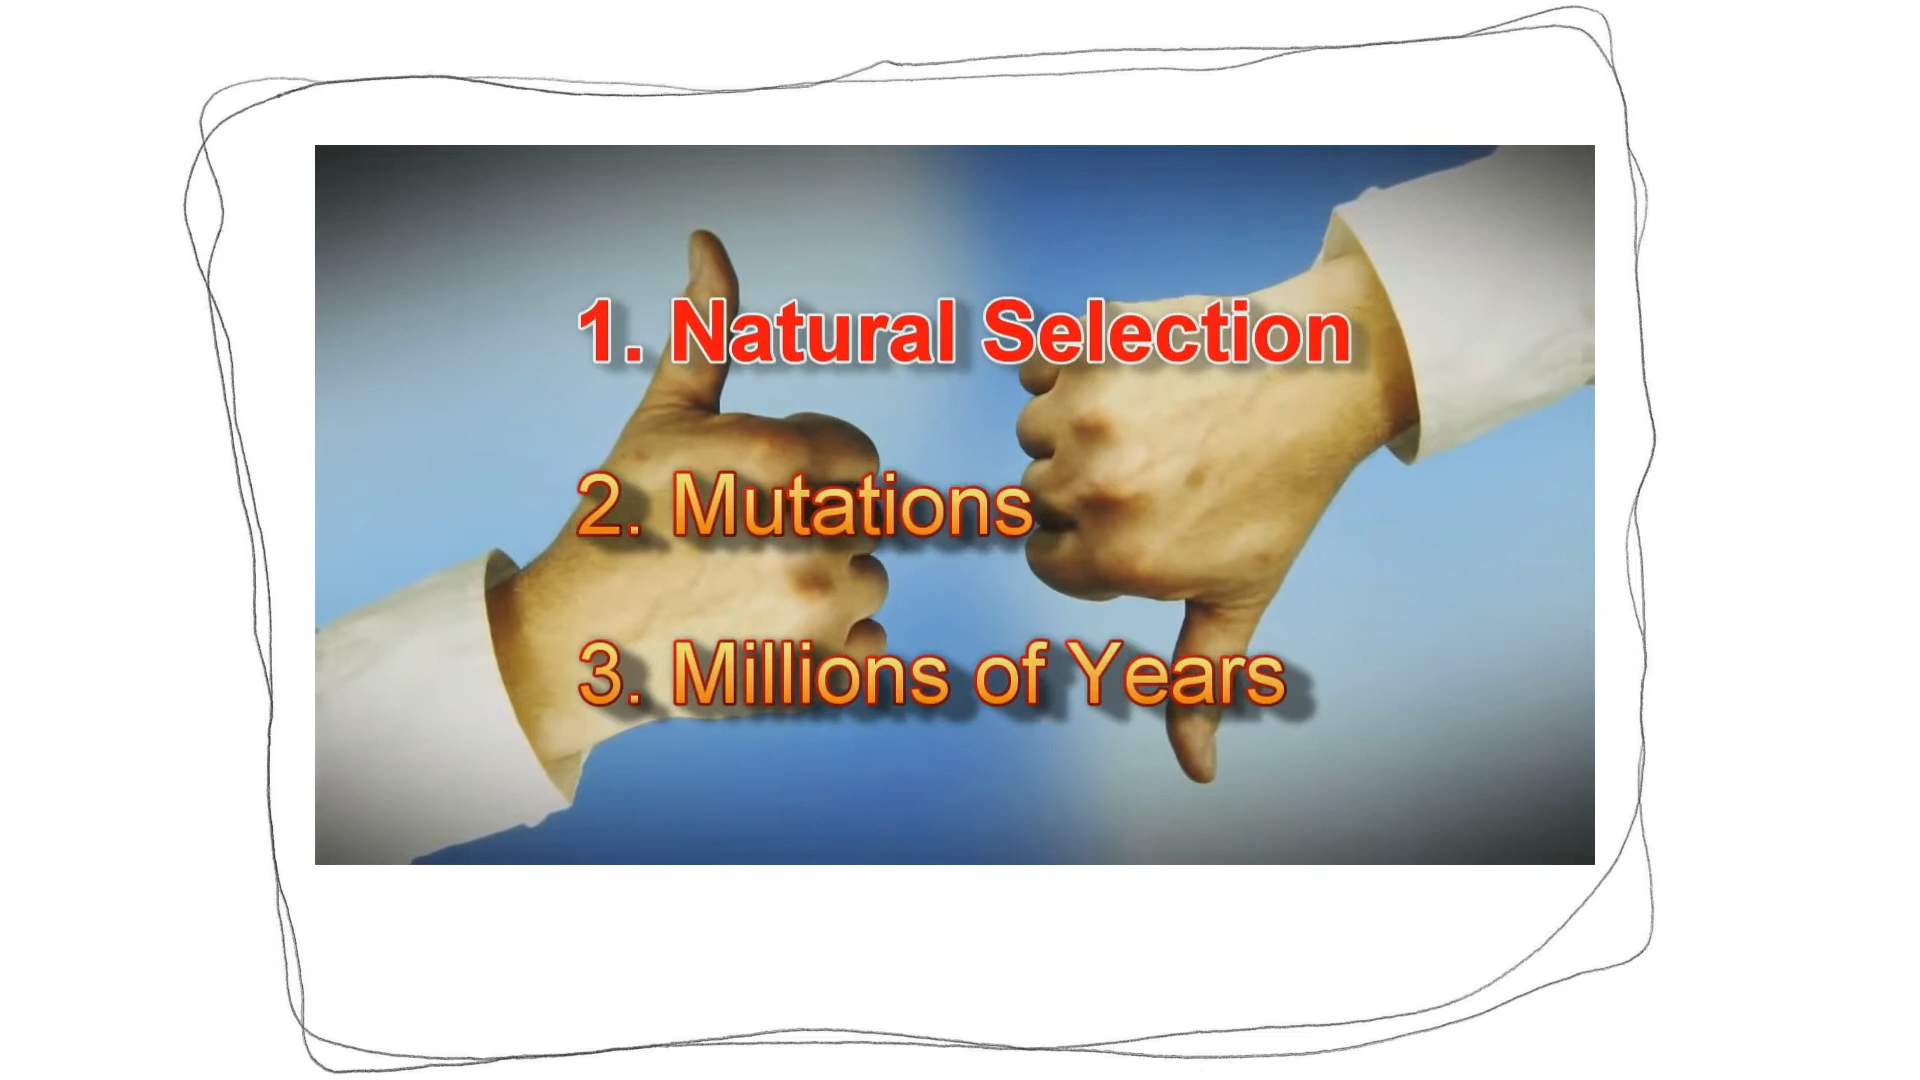 1. Natural Selection
2. Mutations
3. Millions of Years